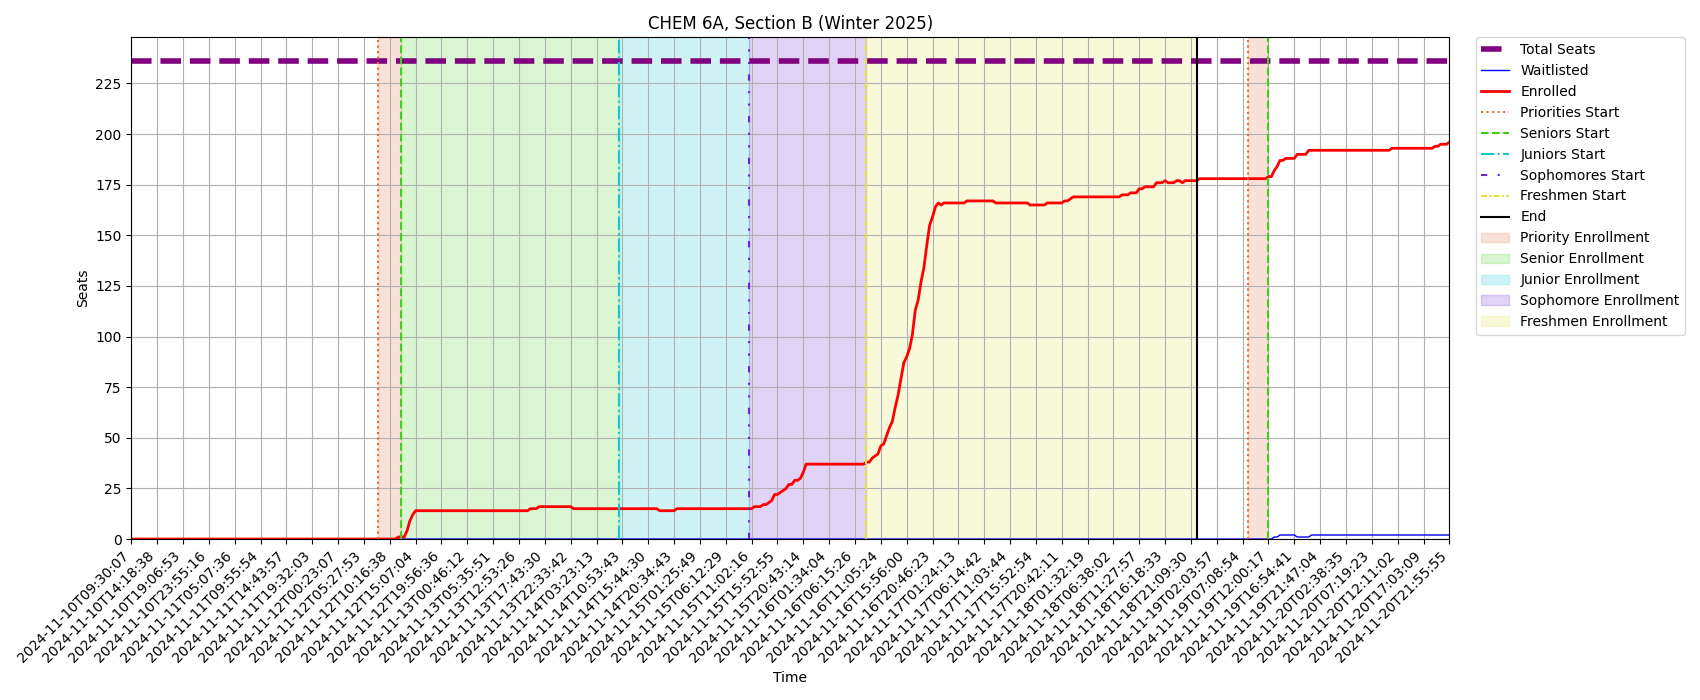 CHEM 6A, Section B (Winter 2025)
Seats
225
200
175
150
125
100
75
50
25
0
2024-11-10T09:30:07
2024-11-10T14:18:38
2024-11-10T19:06:53
2024-11-10T23:55:16
2024-11-11T05:07:36
2024-11-11T09:55:54
2024-11-11T14:43:57
2024-11-11T19:32:03
2024-11-12T00:23:07
2024-11-12T05:27:53
2024-11-12T10:16:38
2024-11-12T15:07:04
2024-11-12T19:56:36
2024-11-13T00:46:12
2024-11-13T05:35:51
2024-11-13T12:53:26
2024-11-13T17:43:30
2024-11-13T22:33:42
2024-11-14T03:23:13
2024-11-14T10:53:43
2024-11-14T15:44:30
2024-11-14T20:34:43
2024-11-15T01:25:49
2024-11-15T06:12:29
2024-11-15T11:02:16
2024-11-15T15:52:55
2024-11-15T20:43:14
2024-11-16T01:34:04
2024-11-16T06:15:26
2024-11-16T11:05:24
2024-11-16T15:56:00
2024-11-16T20:46:23
2024-11-17T01:24:13
2024-11-17T06:14:42
2024-11-17T11:03:44
2024-11-17T15:52:54
2024-11-17T20:42:11
2024-11-18T01:32:19
2024-11-18T06:38:02
2024-11-18T11:27:57
2024-11-18T16:18:33
2024-11-18T21:09:30
2024-11-19T02:03:57
2024-11-19T07:08:54
2024-11-19T12:00:17
2024-11-19T16:54:41
2024-11-19T21:47:04
2024-11-20T02:38:35
2024-11-20T07:19:23
2024-11-20T12:11:02
2024-11-20T17:03:09
2024-11-20T21:55:55
Time
Total Seats
Waitlisted
Enrolled
Priorities Start
Seniors Start
Juniors Start
Sophomores Start
Freshmen Start
End
Priority Enrollment
Senior Enrollment
Junior Enrollment
Sophomore Enrollment
Freshmen Enrollment